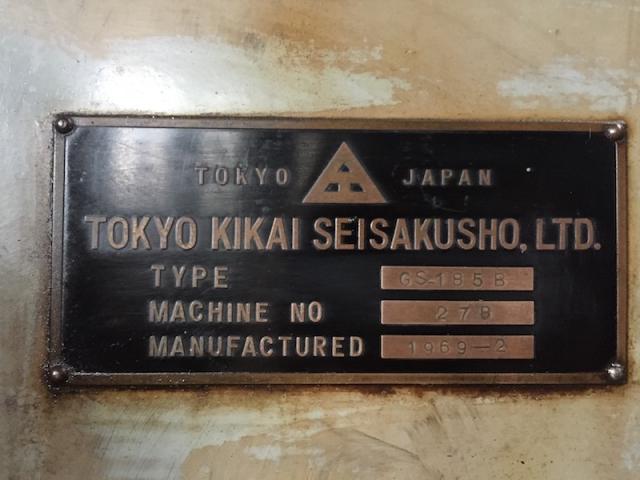 TOKYO JAPAN
TOKYO KIKAI SEISAKUSHO, LTD.
TYPE GS-185B
MACHINE NO 278
MANUFACTURED 1969-2